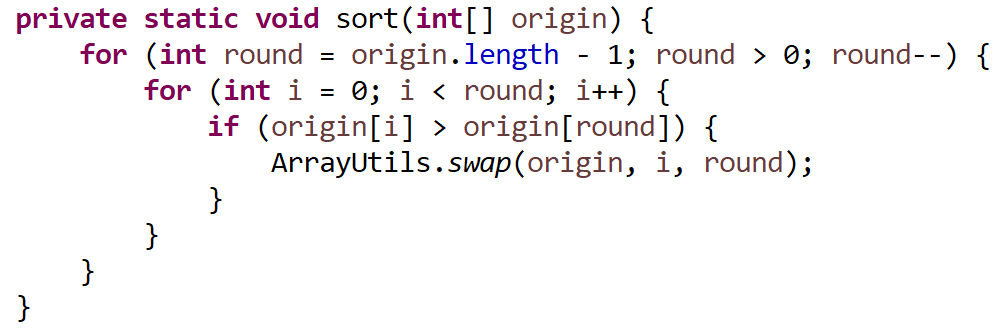 private static void sort(int[] origin) {
    for (int round = origin.length - 1; round > 0; round--) {
        for (int i = 0; i < round; i++) {
            if (origin[i] > origin[round]) {
                ArrayUtils.swap(origin, i, round);
            }
        }
    }
}